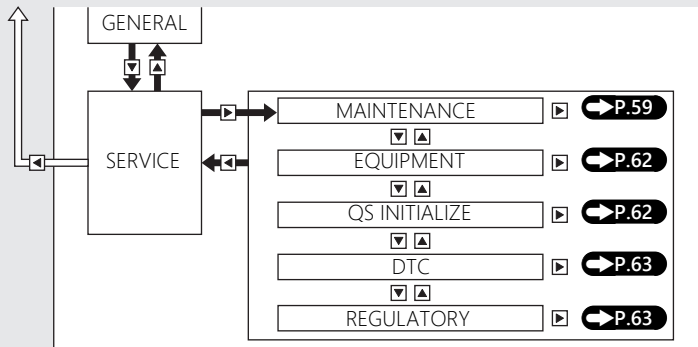 GENERAL
SERVICE
MAINTENANCE P.59
EQUIPMENT P.62
QS INITIALIZE P.62
DTC P.63
REGULATORY P.63